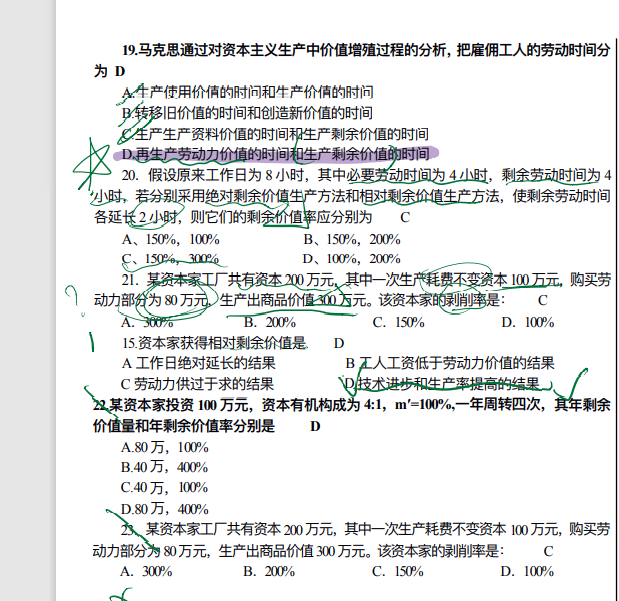 19.马克思通过对资本主义生产中价值增殖过程的分析，把雇佣工人的劳动时间分
为 D
A.生产使用价值的时间和生产价值的时间
B.转移旧价值的时间和创造新价值的时间
C.生产生产资料价值的时间和生产剩余价值的时间
D.再生产劳动力价值的时间和生产剩余价值的时间
20．假设原来工作日为 8 小时，其中必要劳动时间为 4 小时，剩余劳动时间为 4
小时，若分别采用绝对剩余价值生产方法和相对剩余价值生产方法，使剩余劳动时间
各延长 2 小时，则它们的剩余价值率应分别为 C
A、150%，100% B、150%，200%
C、150%，300% D、100%，200%
21．某资本家工厂共有资本 200 万元，其中一次生产耗费不变资本 100 万元，购买劳
动力部分为 80 万元，生产出商品价值 300 万元。该资本家的剥削率是： C
A．300% B．200% C．150% D．100%
15.资本家获得相对剩余价值是 D
A 工作日绝对延长的结果 B 工人工资低于劳动力价值的结果
C 劳动力供过于求的结果 D 技术进步和生产率提高的结果
22.某资本家投资 100 万元，资本有机构成为 4:1，m′=100%,一年周转四次，其年剩余
价值量和年剩余价值率分别是 D
A.80 万，100%
B.40 万，400%
C.40 万，100%
D.80 万，400%
23．某资本家工厂共有资本 200 万元，其中一次生产耗费不变资本 100 万元，购买劳
动力部分为 80 万元，生产出商品价值 300 万元。该资本家的剥削率是： C
A．300% B．200% C．150% D．100%